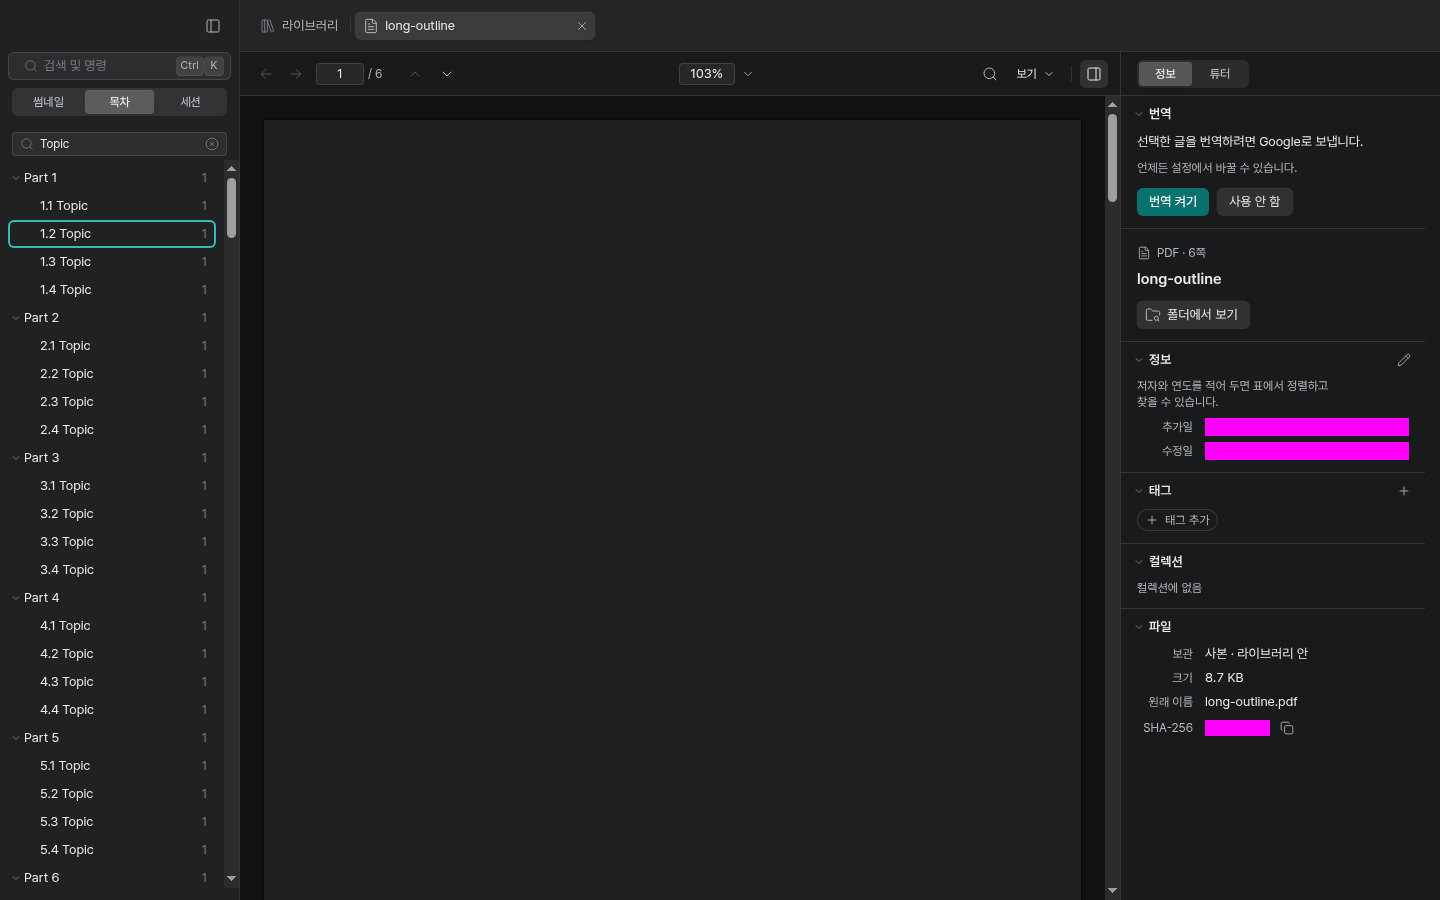 라이브러리
long-outline
검색 및 명령 Ctrl K
썸네일 목차 세션
Topic
Part 1 1
1.1 Topic 1
1.2 Topic 1
1.3 Topic 1
1.4 Topic 1
Part 2 1
2.1 Topic 1
2.2 Topic 1
2.3 Topic 1
2.4 Topic 1
Part 3 1
3.1 Topic 1
3.2 Topic 1
3.3 Topic 1
3.4 Topic 1
Part 4 1
4.1 Topic 1
4.2 Topic 1
4.3 Topic 1
4.4 Topic 1
Part 5 1
5.1 Topic 1
5.2 Topic 1
5.3 Topic 1
5.4 Topic 1
Part 6 1
1 / 6
103%
보기
정보 튜터
번역
선택한 글을 번역하려면 Google로 보냅니다.
언제든 설정에서 바꿀 수 있습니다.
번역 켜기 사용 안 함
PDF · 6쪽
long-outline
폴더에서 보기
정보
저자와 연도를 적어 두면 표에서 정렬하고
찾을 수 있습니다.
추가일
수정일
태그
태그 추가
컬렉션
컬렉션에 없음
파일
보관 사본 · 라이브러리 안
크기 8.7 KB
원래 이름 long-outline.pdf
SHA-256